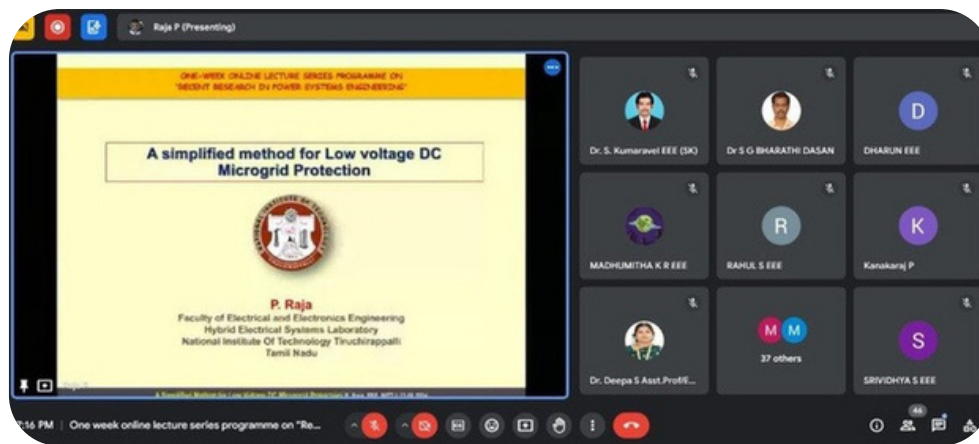 Raja P (Presenting)
ONE-WEEK ONLINE LECTURE SERIES PROGRAMME ON
"RECENT RESEARCH IN POWER SYSTEMS ENGINEERING"
A simplified method for Low voltage DC
Microgrid Protection
P. Raja
Faculty of Electrical and Electronics Engineering
Hybrid Electrical Systems Laboratory
National Institute Of Technology Tiruchirappalli
Tamil Nadu
Dr. S. Kumaravel EEE (SK)
Dr S G BHARATHI DASAN
D
DHARUN EEE
MADHUMITHA K R EEE
R
RAHUL S EEE
K
Kanakaraj P
Dr. Deepa S Asst.Prof/E...
M M
37 others
S
SRIVIDHYA S EEE
:16 PM | One week online lecture series programme on "Re...
46